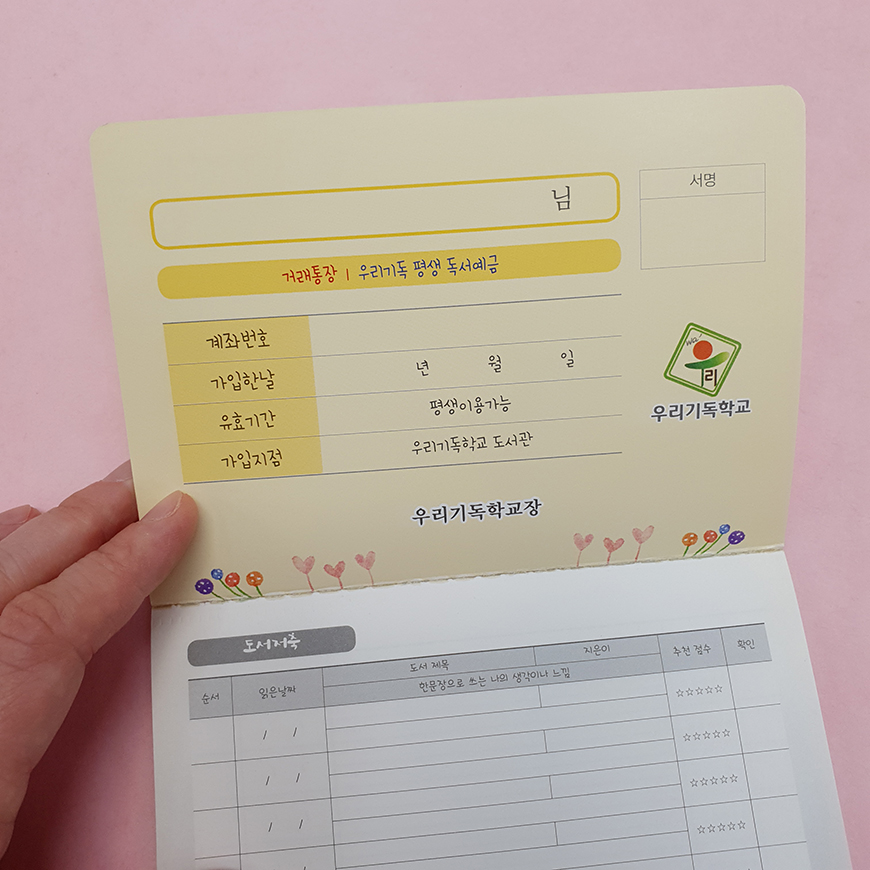 님
서명
거래통장 | 우리기독 평생 독서예금
계좌번호
가입한날 년 월 일
유효기간 평생이용가능
가입지점 우리기독학교 도서관
우리
우리기독학교
우리기독학교장
도서저축
순서 읽은날짜 도서 제목 지은이 추천 점수 확인
한문장으로 쓰는 나의 생각이나 느낌
☆☆☆☆☆
/ / ☆☆☆☆☆
/ / ☆☆☆☆☆
/ / ☆☆☆☆☆